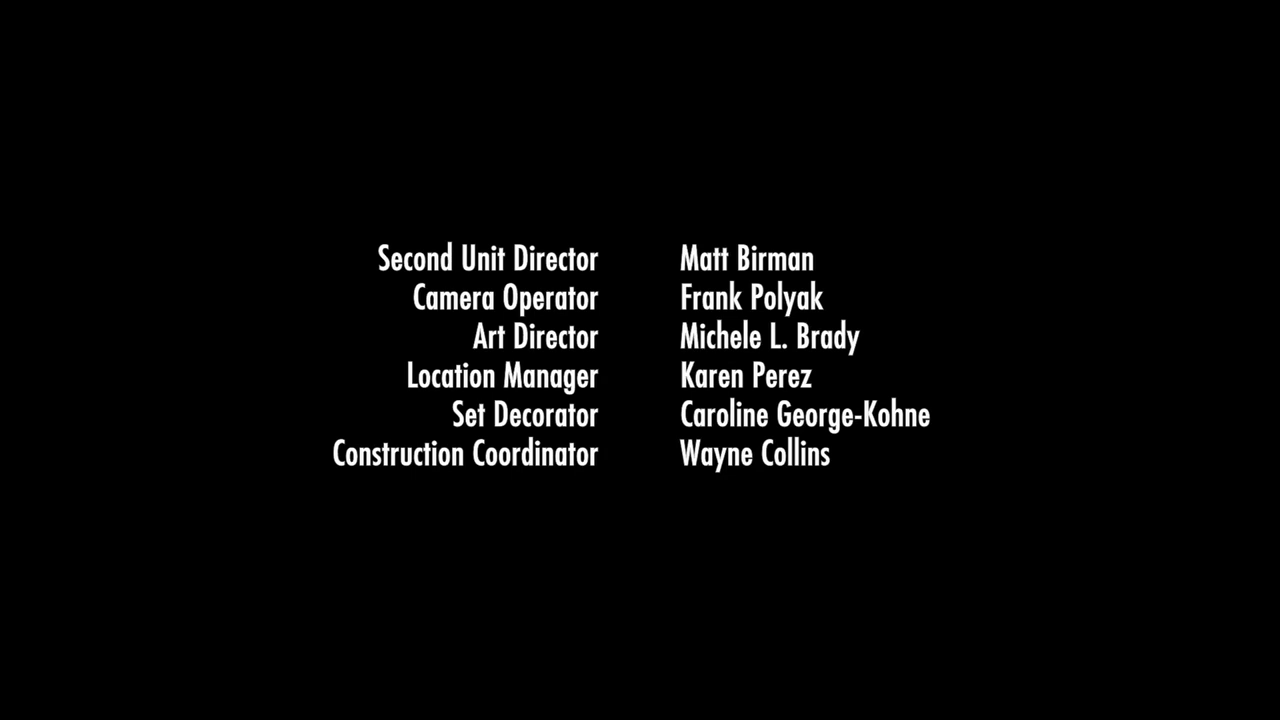 Second Unit Director Matt Birman
Camera Operator Frank Polyak
Art Director Michele L. Brady
Location Manager Karen Perez
Set Decorator Caroline George-Kohne
Construction Coordinator Wayne Collins